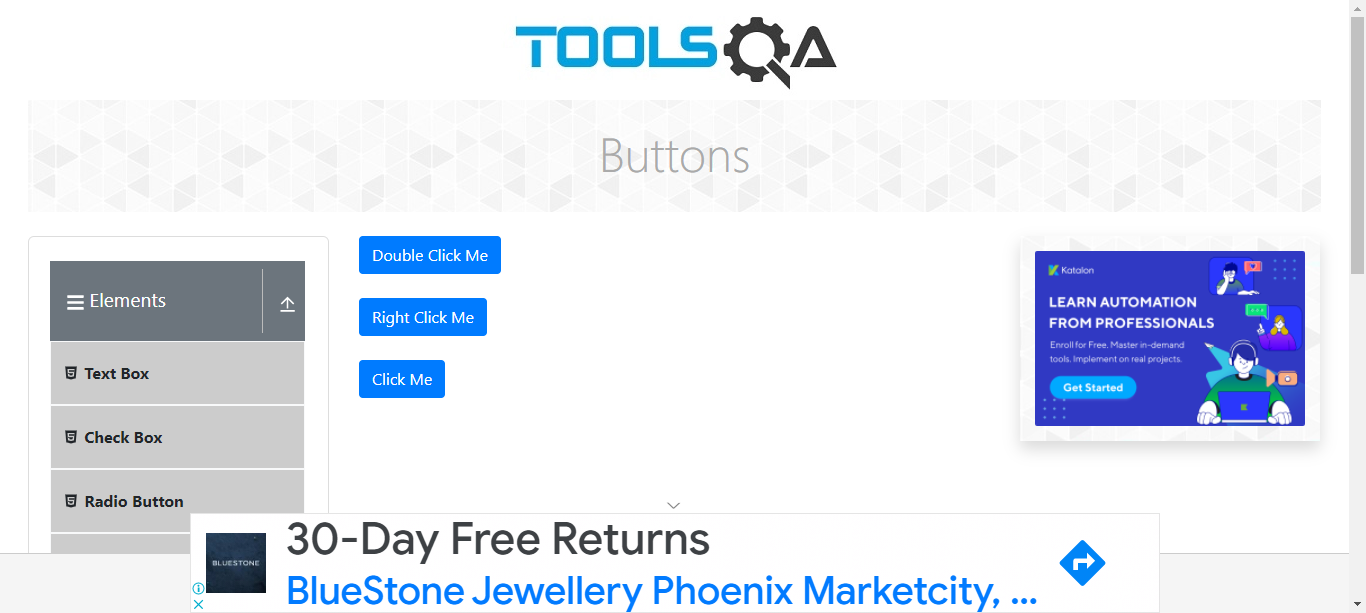 TOOLSQA
Buttons
Elements
Text Box
Check Box
Radio Button
Double Click Me
Right Click Me
Click Me
Katalon
LEARN AUTOMATION
FROM PROFESSIONALS
Enroll for Free. Master in-demand
tools. Implement on real projects.
Get Started
BLUESTONE
30-Day Free Returns
BlueStone Jewellery Phoenix Marketcity, ...